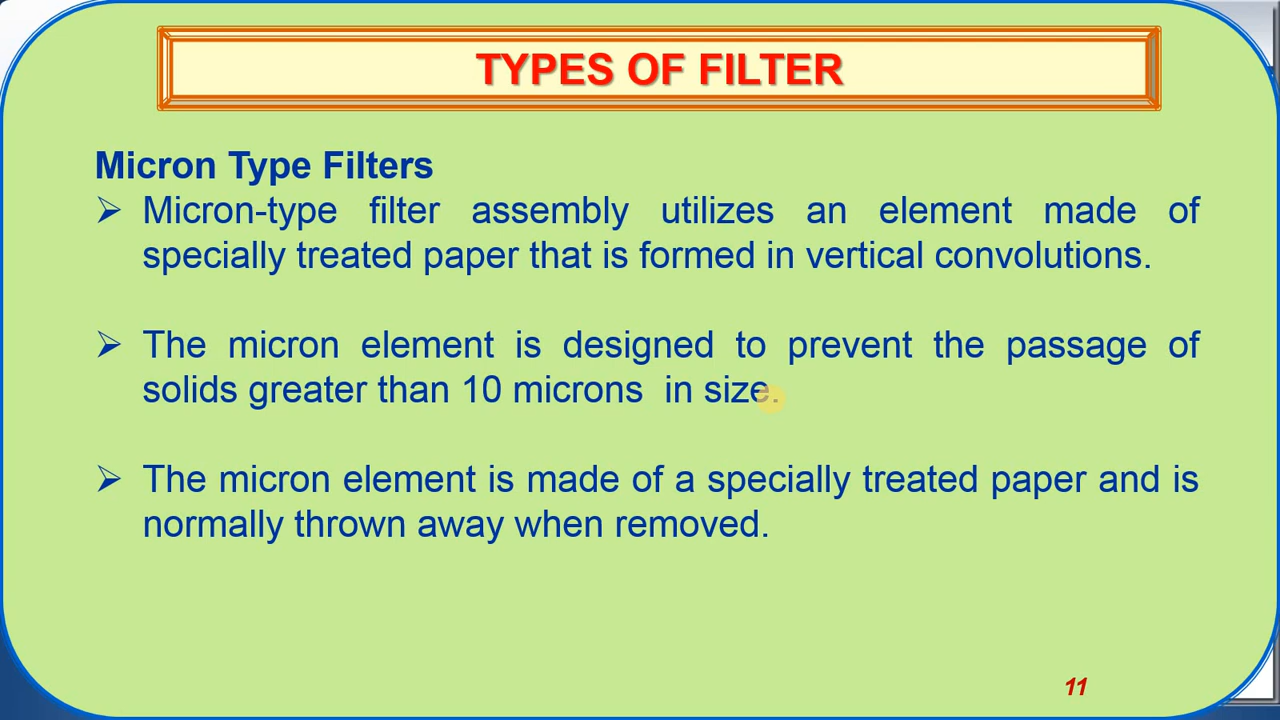 TYPES OF FILTER
Micron Type Filters
➢ Micron-type filter assembly utilizes an element made of
specially treated paper that is formed in vertical convolutions.
➢ The micron element is designed to prevent the passage of
solids greater than 10 microns  in size.
➢ The micron element is made of a specially treated paper and is
normally thrown away when removed.
11